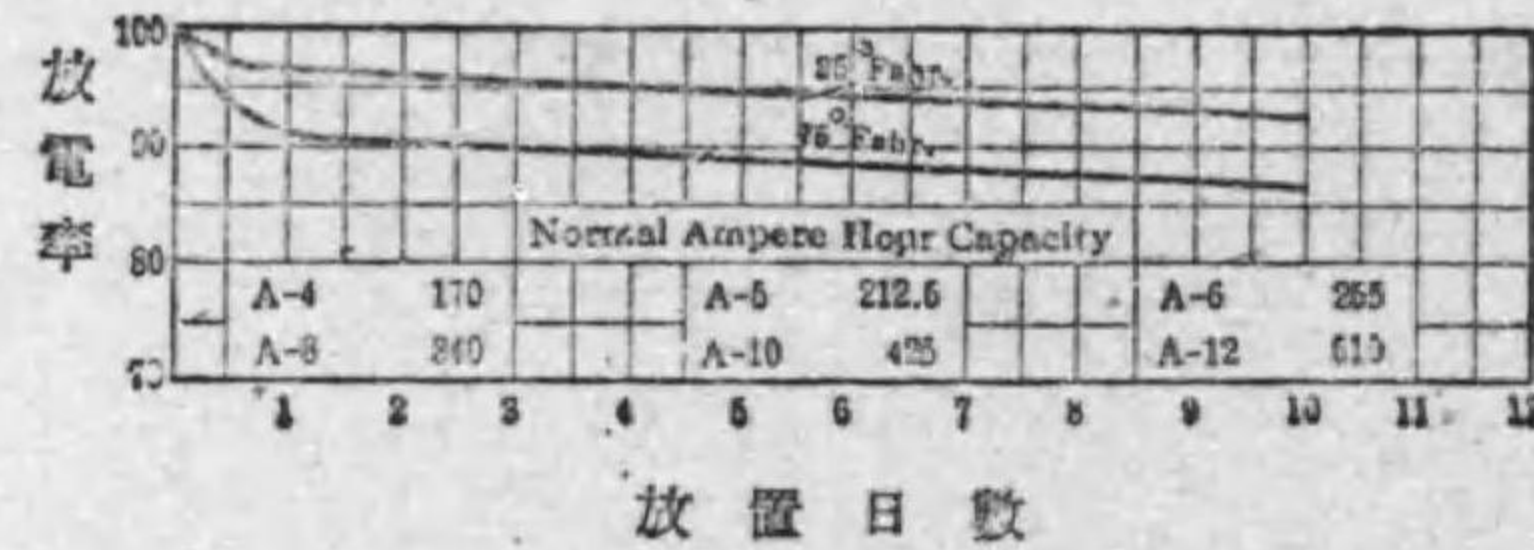 放電率
100
90
80
70
75° Fahr.
Normal Ampere Hour Capacity
A-4 170 A-5 212.5 A-6 255
A-8 340 A-10 425 A-12 510
1 2 3 4 5 6 7 8 9 10 11 12
放置日數